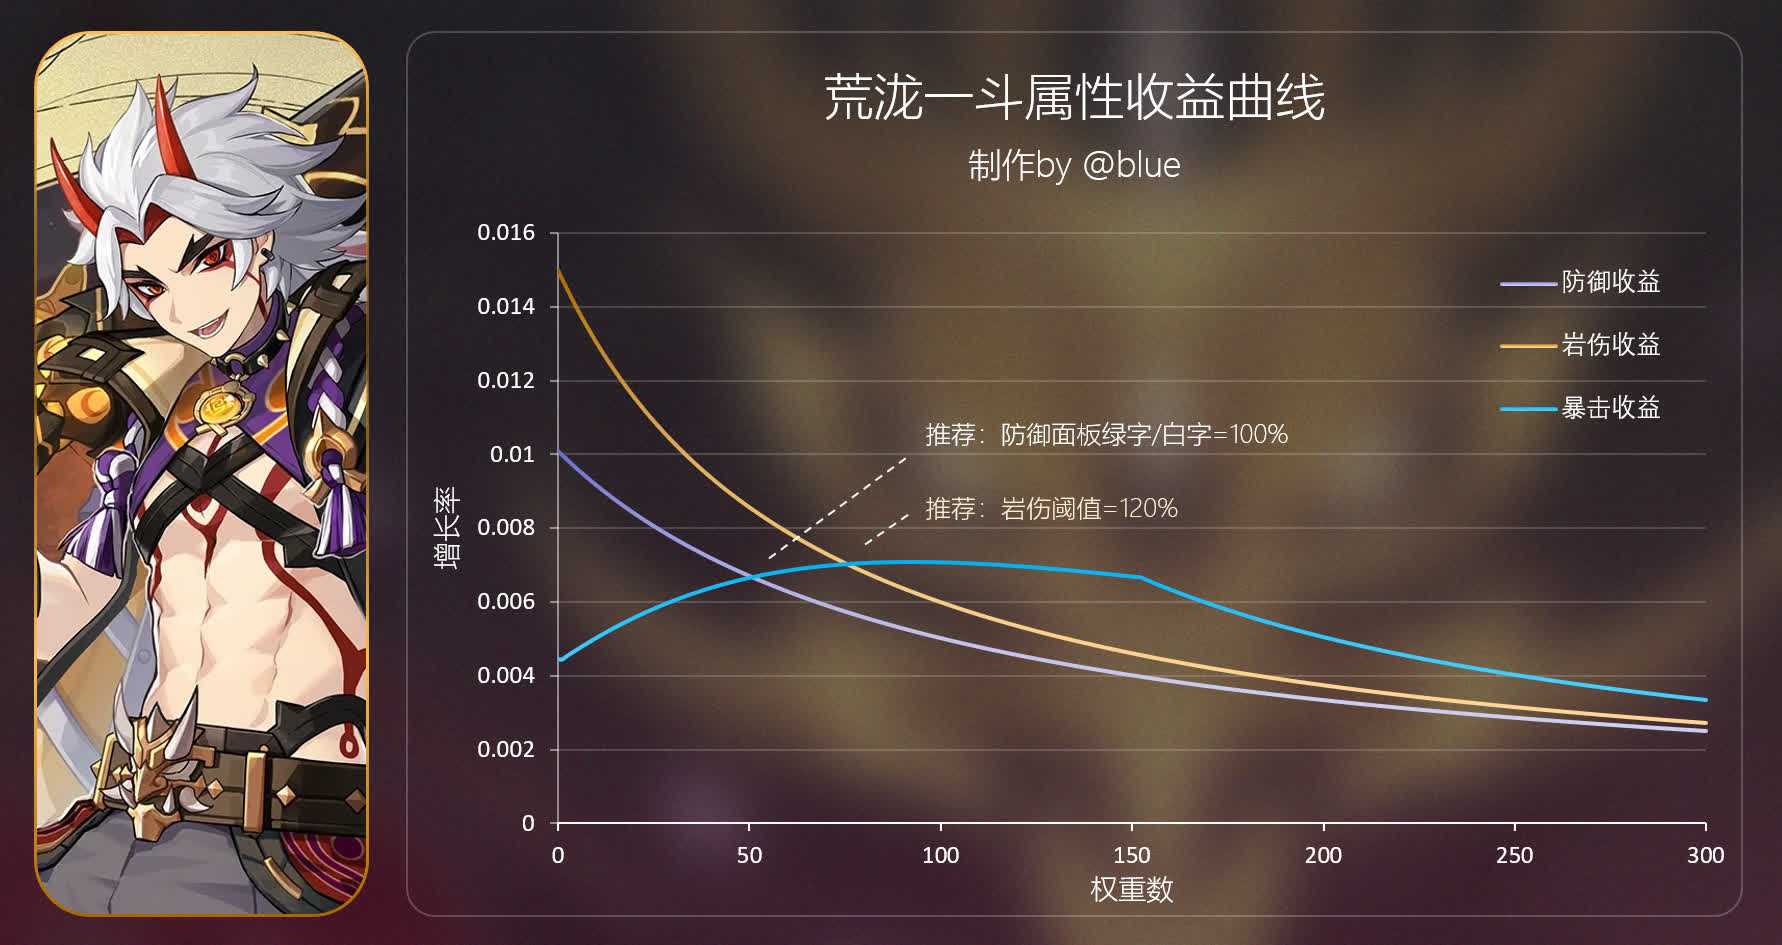 荒泷一斗属性收益曲线
制作by @blue
增长率
0.016
0.014
0.012
0.01
0.008
0.006
0.004
0.002
0
防御收益
岩伤收益
暴击收益
推荐：防御面板绿字/白字=100%
推荐：岩伤阈值=120%
0 50 100 150 200 250 300
权重数